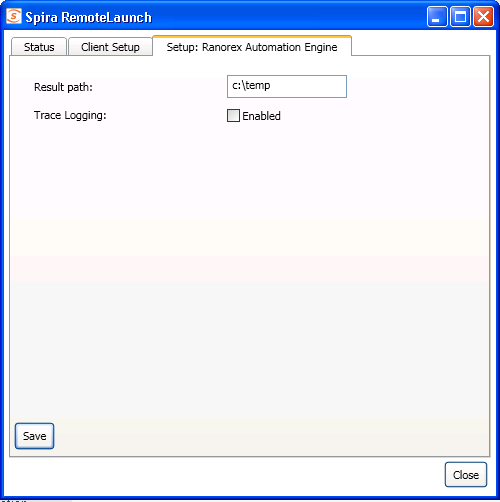 Spira RemoteLaunch
Status Client Setup Setup: Ranorex Automation Engine
Result path: c:\temp
Trace Logging: Enabled
Save
Close